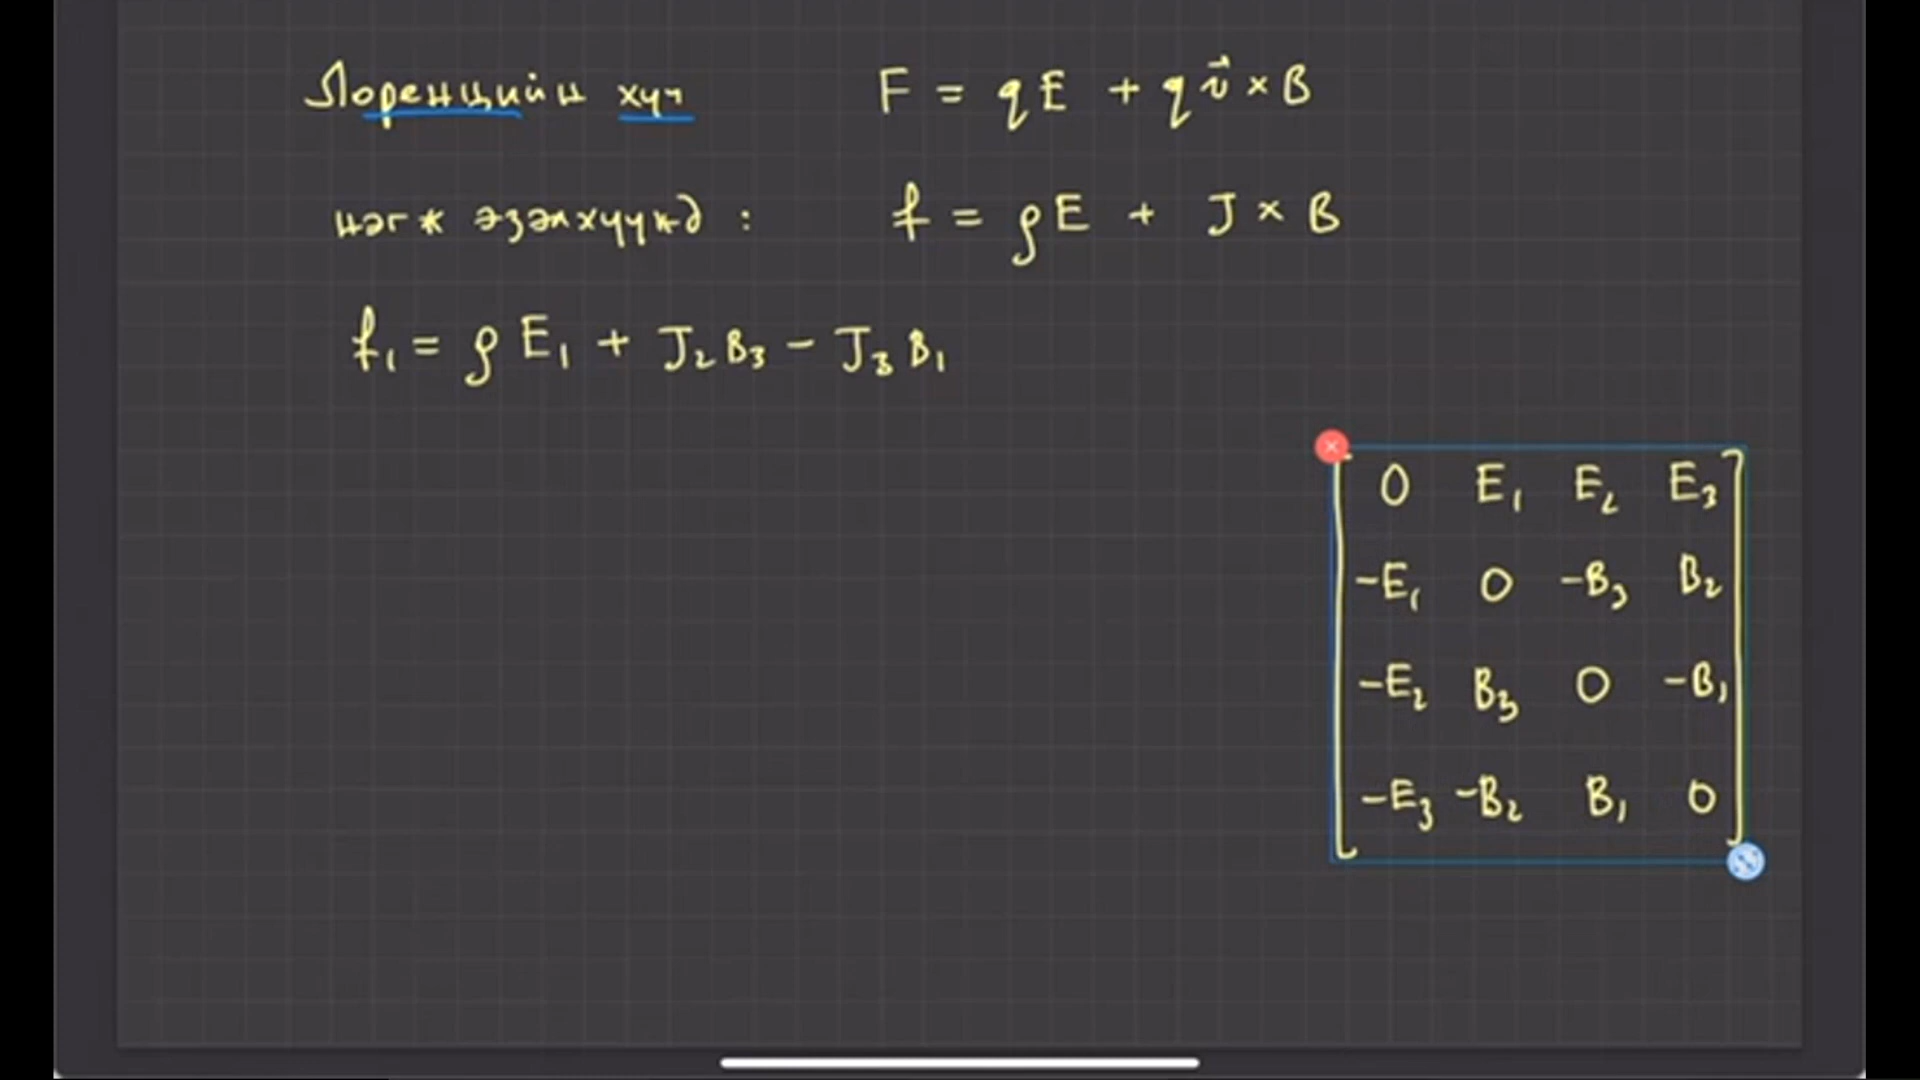 Лоренцийн хүч F = qE + qv⃗ × B
нэгж эзэлхүүнд : f = ρE + J × B
f₁ = ρE₁ + J₂B₃ − J₃B₁
0 E₁ E₂ E₃
−E₁ 0 −B₃ B₂
−E₂ B₃ 0 −B₁
−E₃ −B₂ B₁ 0